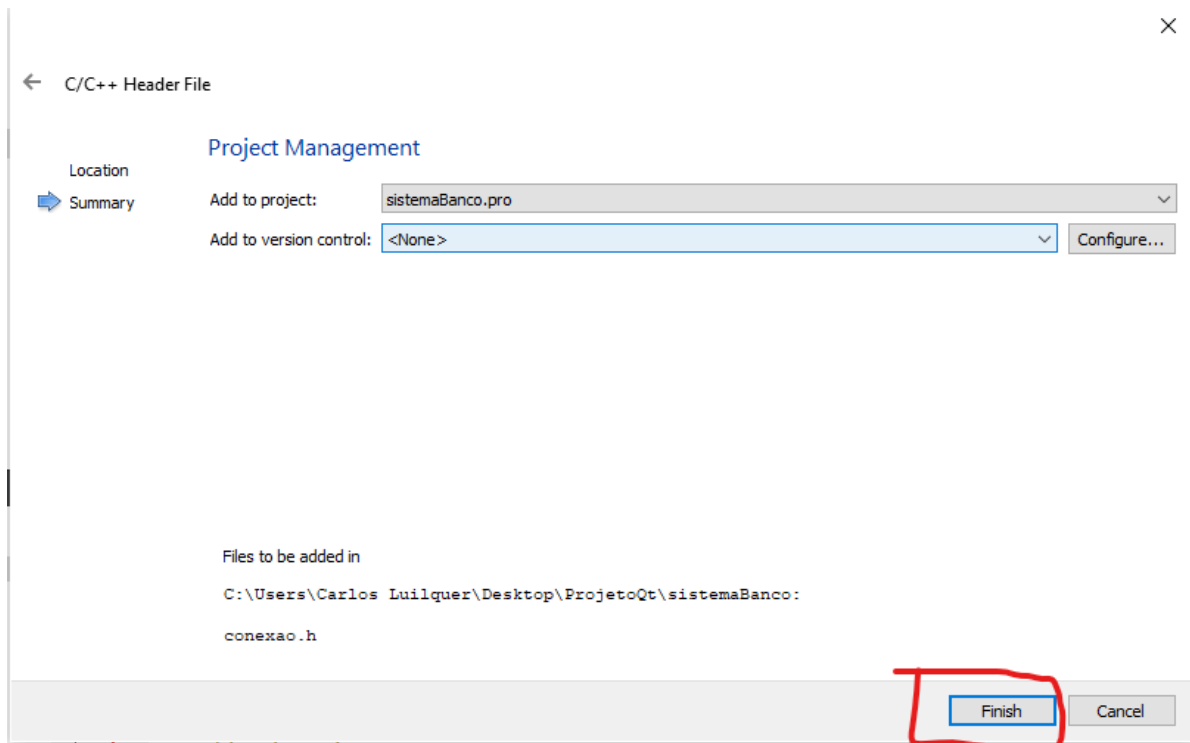 C/C++ Header File
Project Management
Location
Summary
Add to project: sistemaBanco.pro
Add to version control: <None> Configure...
Files to be added in
C:\Users\Carlos Luilquer\Desktop\ProjetoQt\sistemaBanco:
conexao.h
Finish Cancel